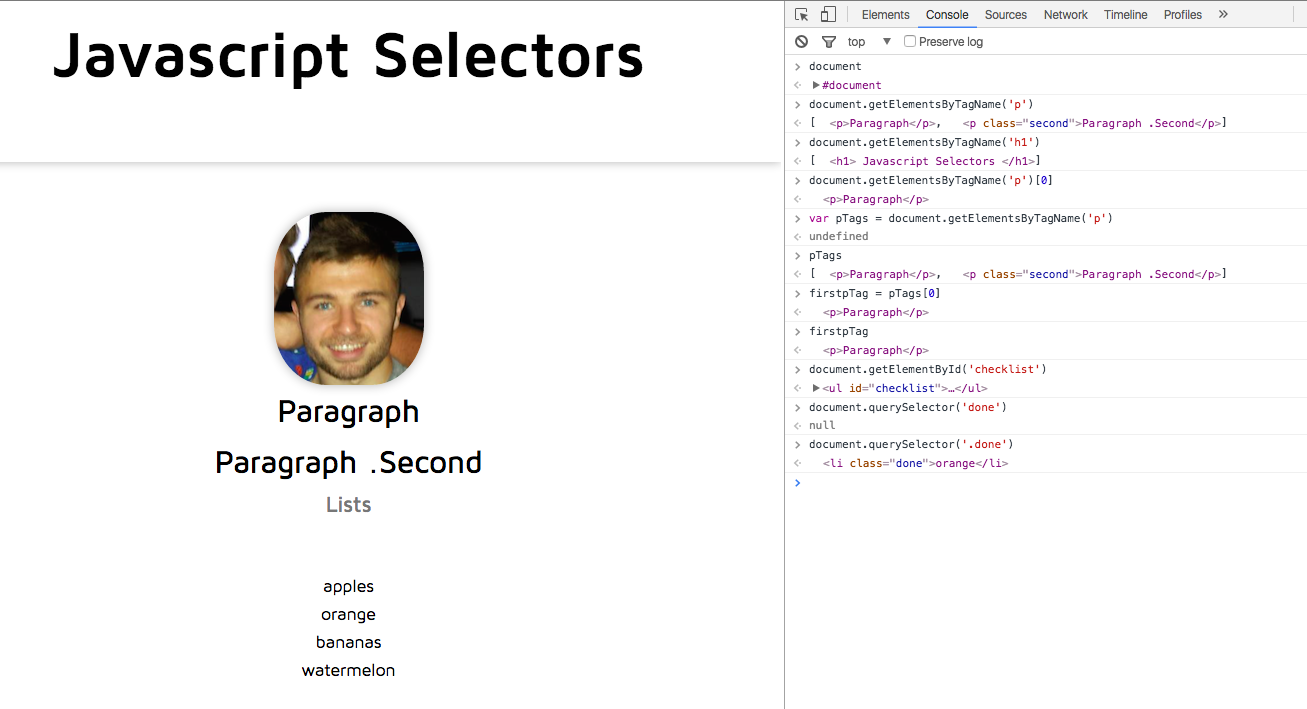 Javascript Selectors
Paragraph
Paragraph .Second
Lists
apples
orange
bananas
watermelon
Elements Console Sources Network Timeline Profiles »
top ▼ Preserve log
> document
<· ▶#document
> document.getElementsByTagName('p')
<· [ <p>Paragraph</p>, <p class="second">Paragraph .Second</p>]
> document.getElementsByTagName('h1')
<· [ <h1> Javascript Selectors </h1>]
> document.getElementsByTagName('p')[0]
<· <p>Paragraph</p>
> var pTags = document.getElementsByTagName('p')
<· undefined
> pTags
<· [ <p>Paragraph</p>, <p class="second">Paragraph .Second</p>]
> firstpTag = pTags[0]
<· <p>Paragraph</p>
> firstpTag
<· <p>Paragraph</p>
> document.getElementById('checklist')
<· ▶<ul id="checklist">…</ul>
> document.querySelector('done')
<· null
> document.querySelector('.done')
<· <li class="done">orange</li>
>